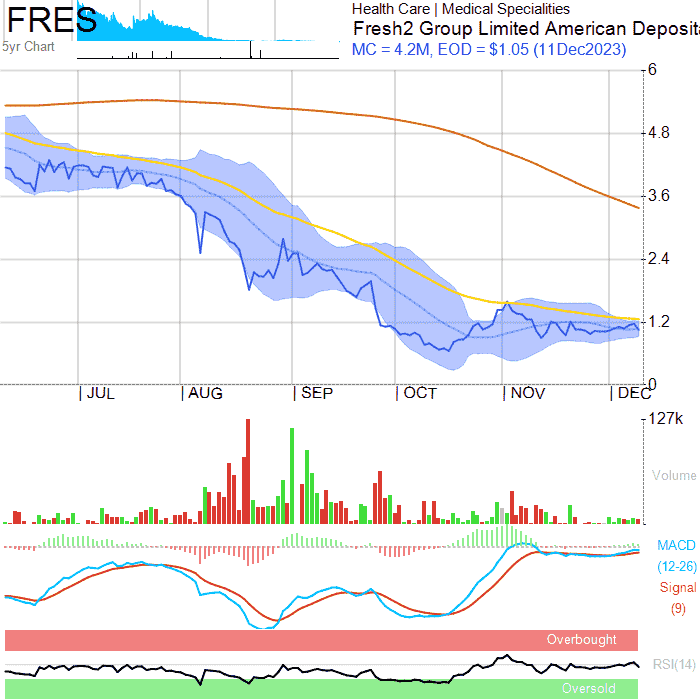 FRES
5yr Chart
Health Care | Medical Specialities
Fresh2 Group Limited American Deposit
MC = 4.2M, EOD = $1.05 (11Dec2023)
6
4.8
3.6
2.4
1.2
0
JUL AUG SEP OCT NOV DEC
127k
Volume
MACD
(12-26)
Signal
(9)
Overbought
RSI(14)
Oversold